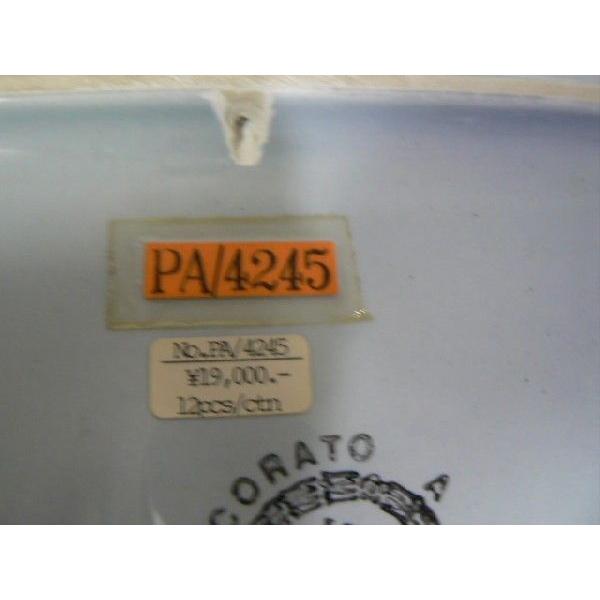 PA/4245
No.PA/4245
¥19,000.-
12pcs/ctn
CORATO A